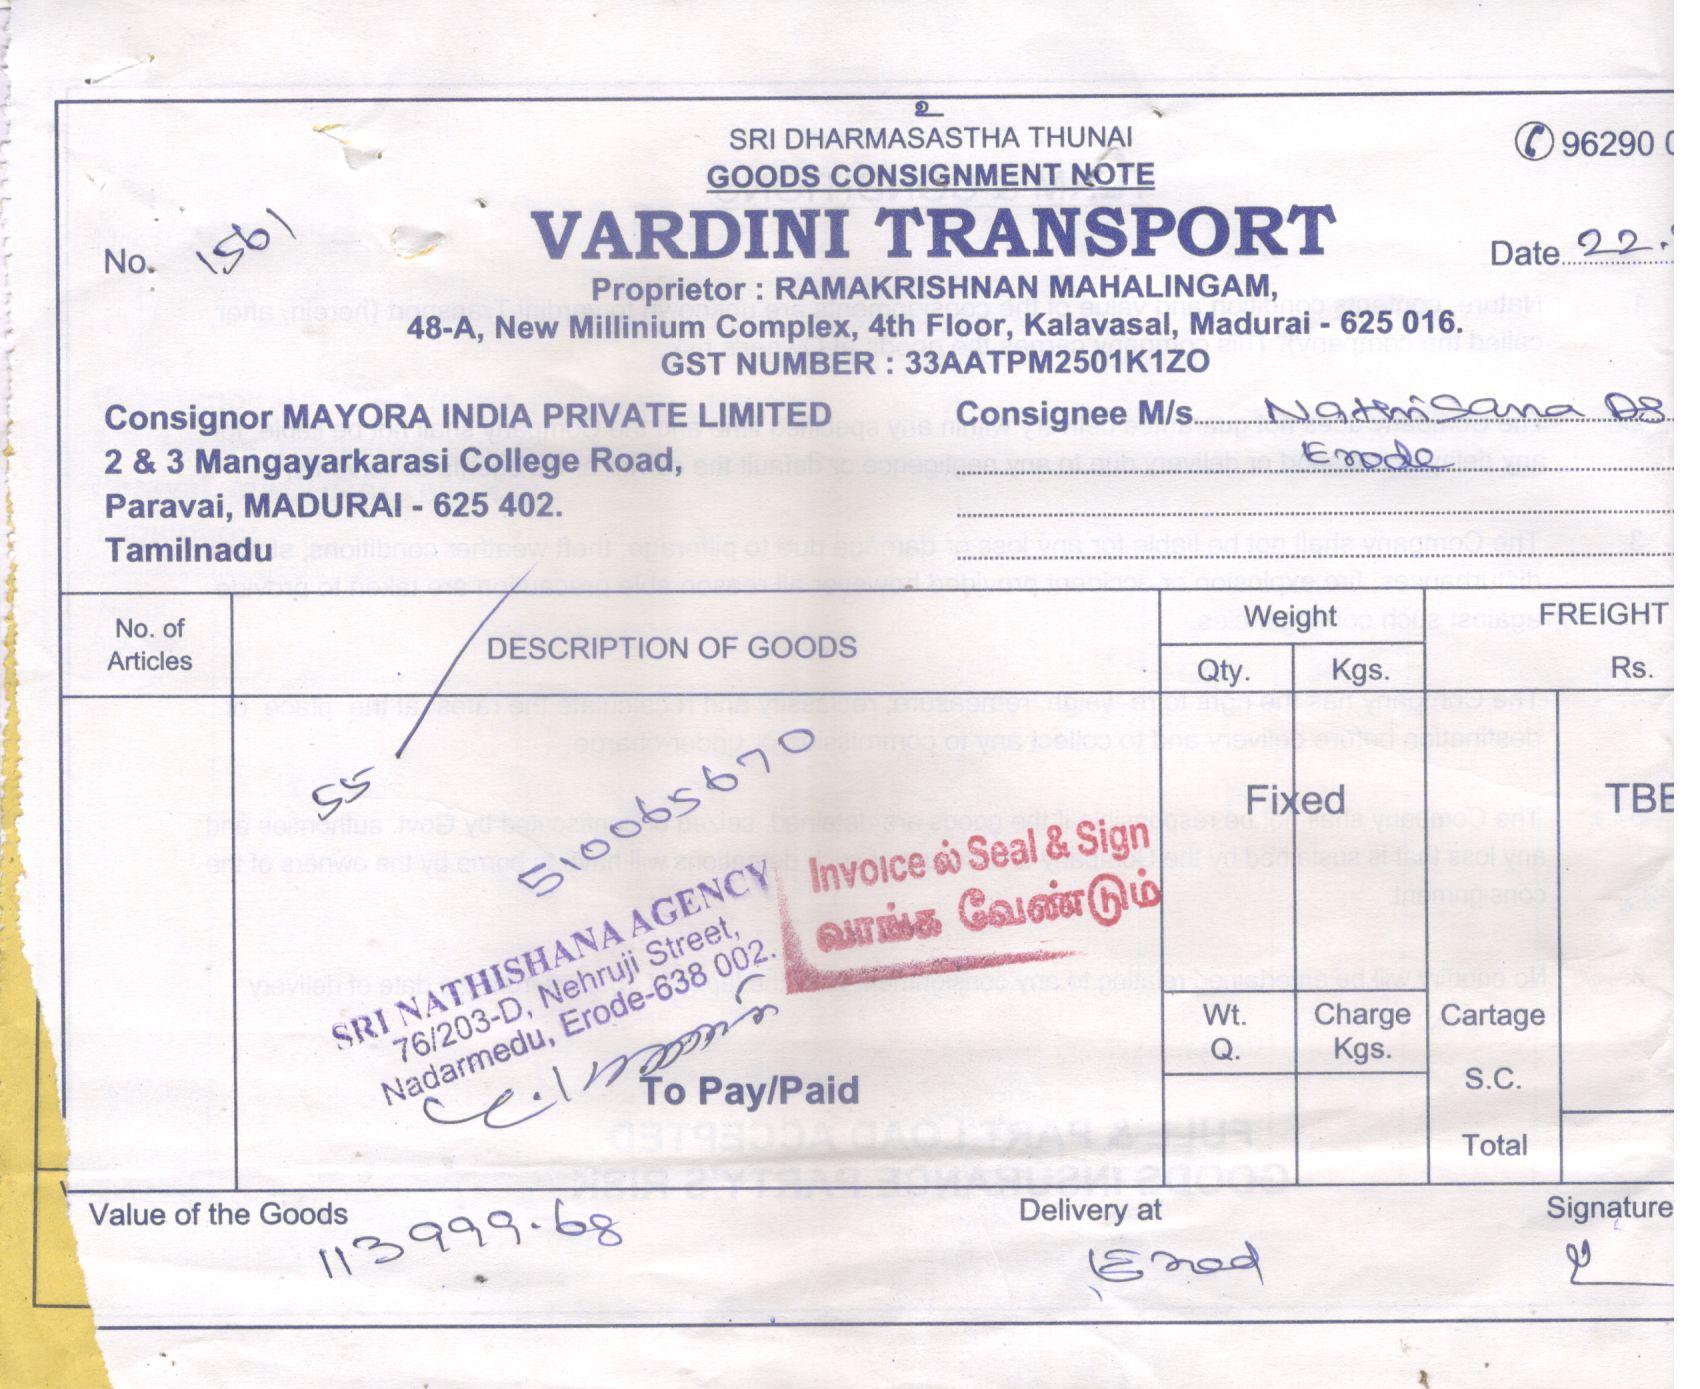 உ
SRI DHARMASASTHA THUNAI
GOODS CONSIGNMENT NOTE
96290
VARDINI TRANSPORT
No. 1561
Date 22.
Proprietor : RAMAKRISHNAN MAHALINGAM,
48-A, New Millinium Complex, 4th Floor, Kalavasal, Madurai - 625 016.
GST NUMBER : 33AATPM2501K1ZO
Consignor MAYORA INDIA PRIVATE LIMITED
2 & 3 Mangayarkarasi College Road,
Paravai, MADURAI - 625 402.
Tamilnadu
Consignee M/s. Nathisana
Erode
No. of Articles
DESCRIPTION OF GOODS
Weight
Qty. Kgs.
FREIGHT
Rs.
55
510065670
Fixed
TBE
Invoice ல் Seal & Sign
வாங்க வேண்டும்
SRI NATHISHANA AGENCY
76/203-D, Nehruji Street,
Nadarmedu, Erode-638 002.
To Pay/Paid
Wt. Q.
Charge Kgs.
Cartage
S.C.
Total
Value of the Goods
113999.68
Delivery at
Erod
Signature